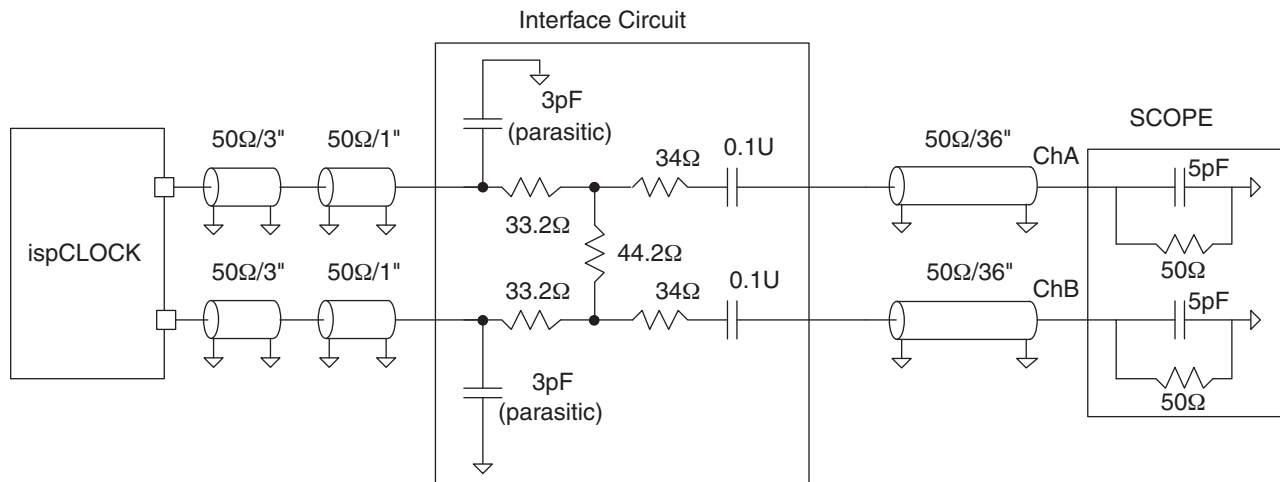 Interface Circuit
3pF
(parasitic)
50Ω/3"
50Ω/1"
34Ω
0.1U
50Ω/36"
ChA
SCOPE
5pF
33.2Ω
50Ω
ispCLOCK
44.2Ω
50Ω/3"
50Ω/1"
33.2Ω
34Ω
0.1U
50Ω/36"
ChB
5pF
3pF
(parasitic)
50Ω